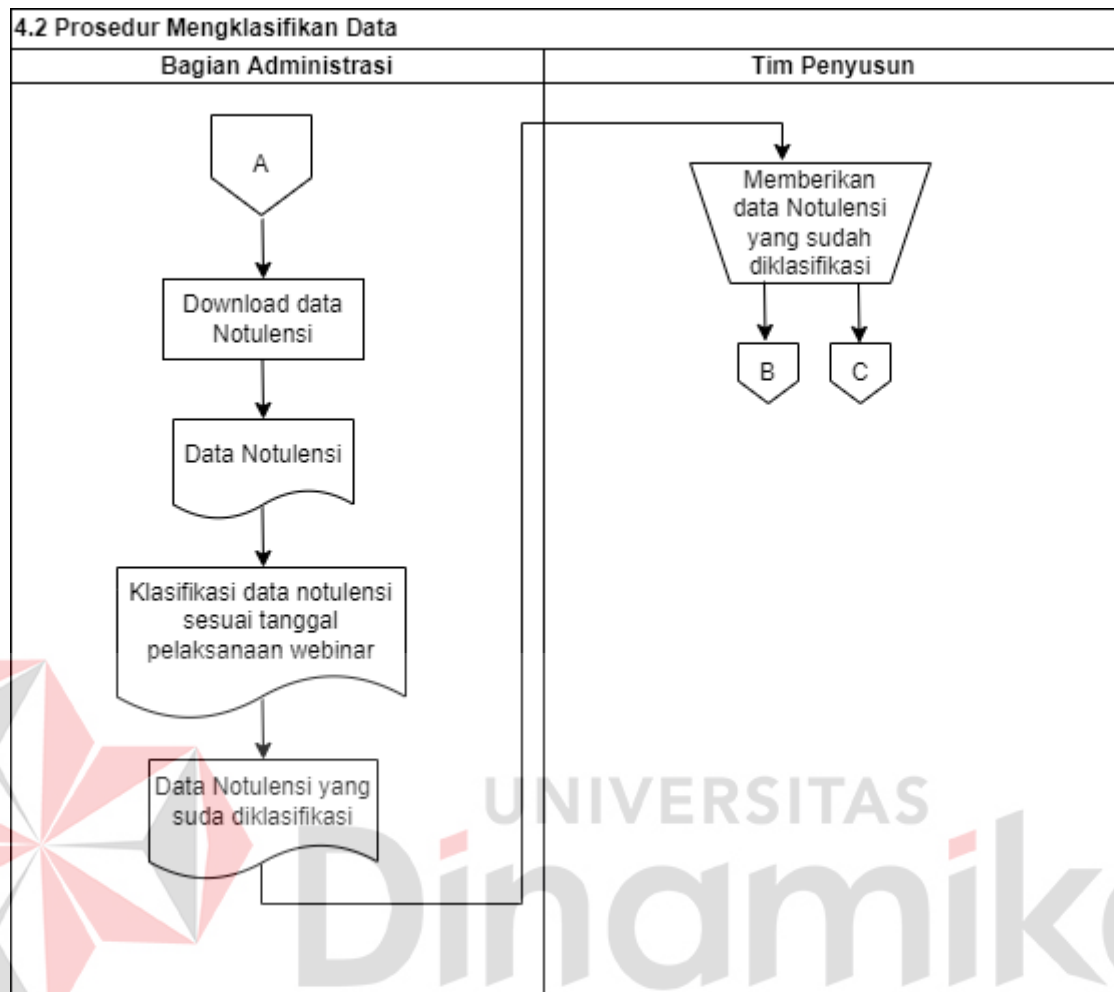 4.2 Prosedur Mengklasifikan Data
Bagian Administrasi
Tim Penyusun
A
Download data
Notulensi
Data Notulensi
Klasifikasi data notulensi
sesuai tanggal
pelaksanaan webinar
Data Notulensi yang
suda diklasifikasi
Memberikan
data Notulensi
yang sudah
diklasifikasi
B
C
UNIVERSITAS
Dinamika